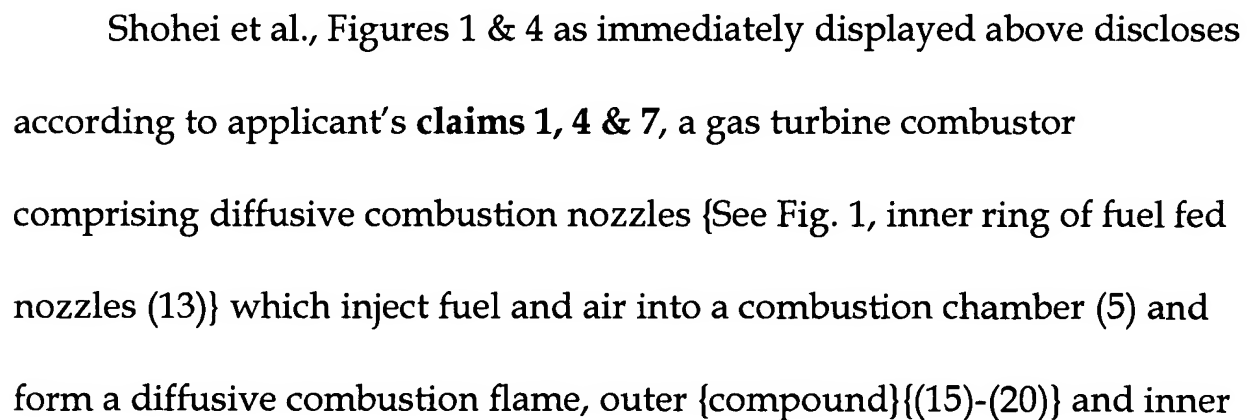 Shohei et al., Figures 1 & 4 as immediately displayed above discloses
according to applicant's claims 1, 4 & 7, a gas turbine combustor
comprising diffusive combustion nozzles {See Fig. 1, inner ring of fuel fed
nozzles (13)} which inject fuel and air into a combustion chamber (5) and
form a diffusive combustion flame, outer {compound}{(15)-(20)} and inner